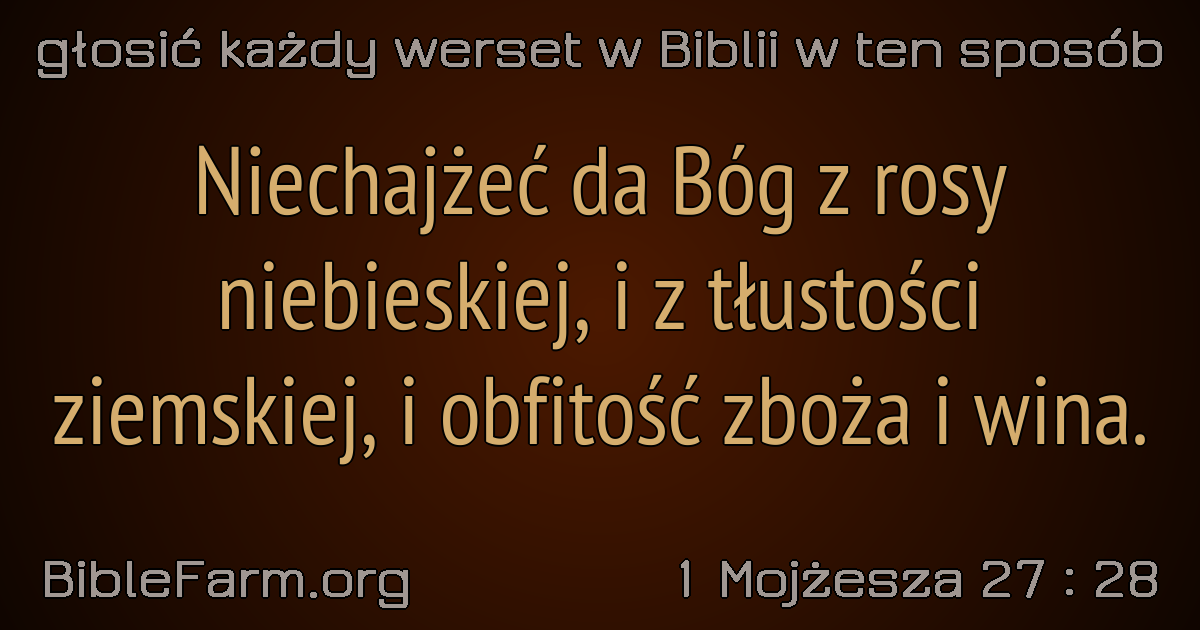 głosić każdy werset w Biblii w ten sposób
Niechajżeć da Bóg z rosy
niebieskiej, i z tłustości
ziemskiej, i obfitość zboża i wina.
BibleFarm.org
1 Mojżesza 27 : 28